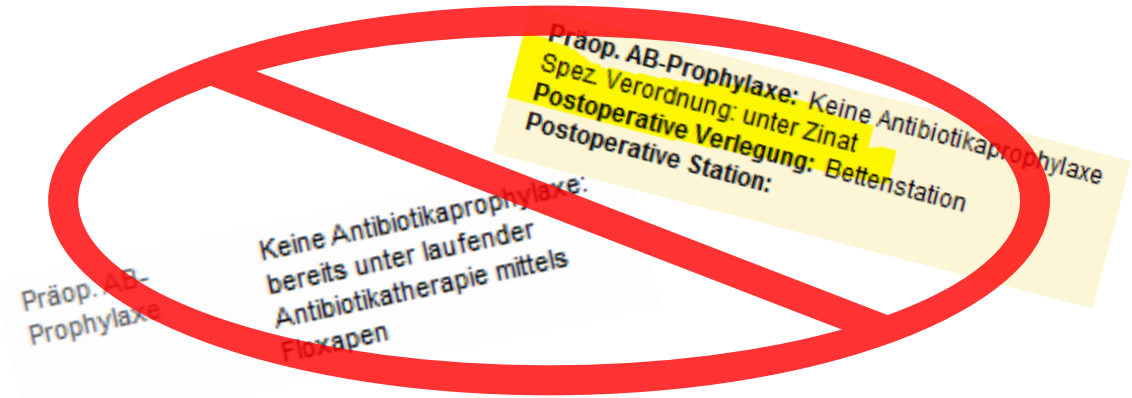 Präop. AB-Prophylaxe: Keine Antibiotikaprophylaxe
Spez. Verordnung: unter Zinat
Postoperative Verlegung: Bettenstation
Postoperative Station:
Präop. AB-
Prophylaxe
Keine Antibiotikaprophylaxe:
bereits unter laufender
Antibiotikatherapie mittels
Floxapen